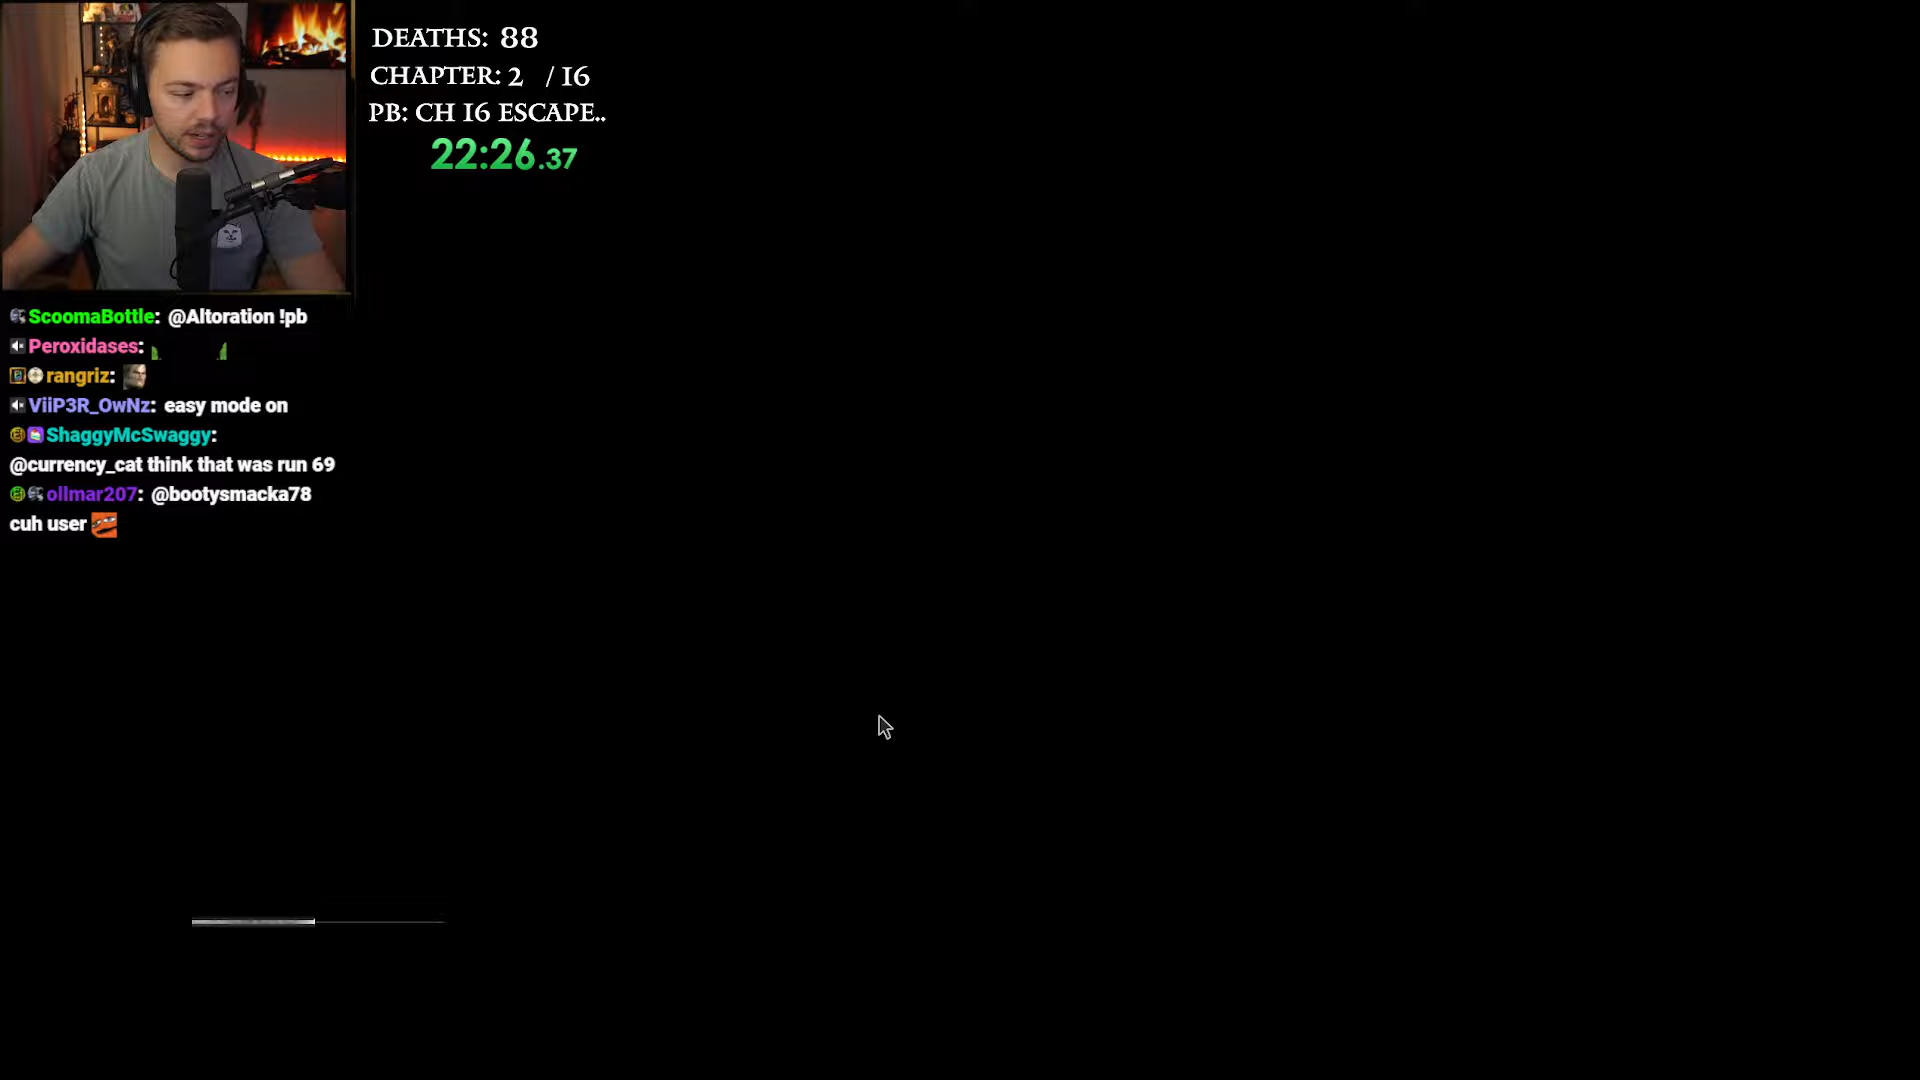 DEATHS: 88
CHAPTER: 2 / 16
PB: CH 16 ESCAPE..
22:26.37
ScoomaBottle: @Altoration !pb
Peroxidases:
rangriz:
ViiP3R_OwNz: easy mode on
ShaggyMcSwaggy:
@currency_cat think that was run 69
ollmar207: @bootysmacka78
cuh user